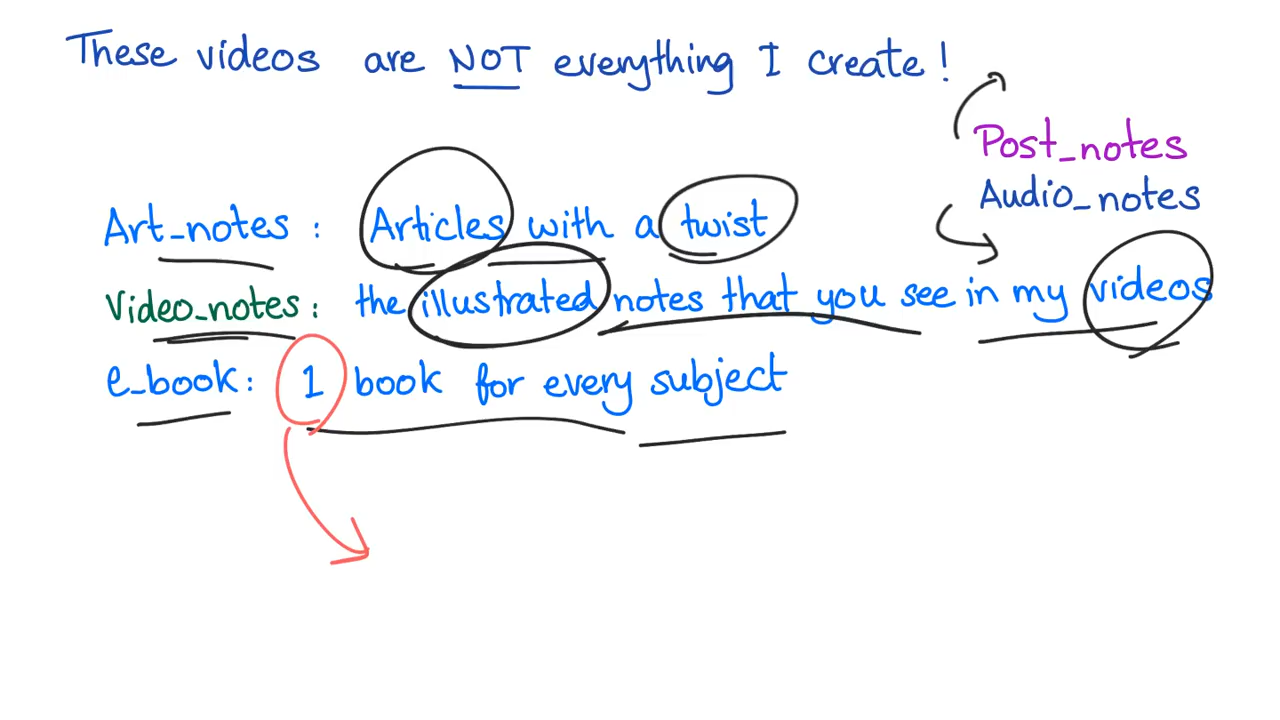 These videos are NOT everything I create!
Post_notes
Audio_notes
Art_notes : Articles with a twist
Video_notes : the illustrated notes that you see in my videos
e_book : 1 book for every subject